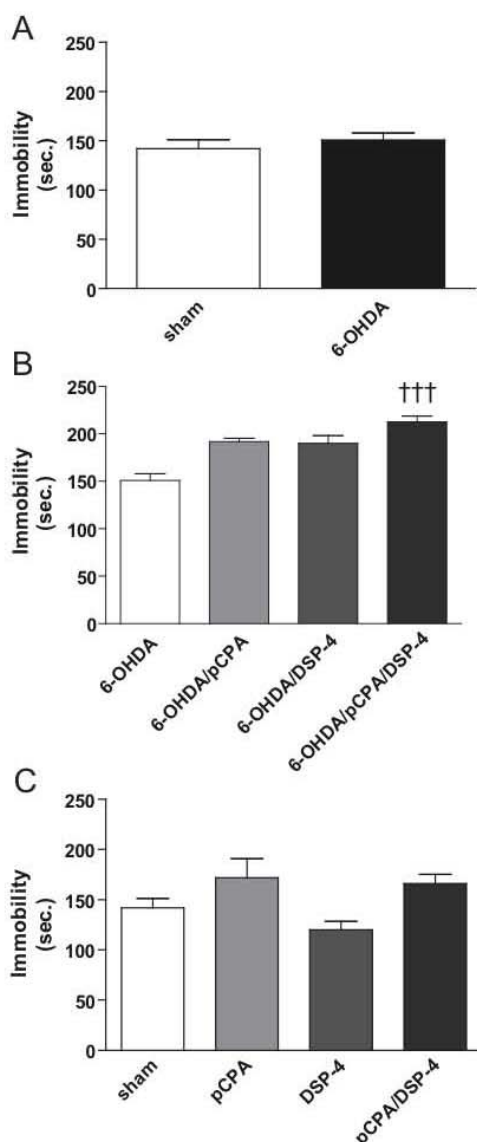 A
250
200
150
100
50
0
Immobility
(sec.)
sham
6-OHDA
B
†††
250
200
150
100
50
0
Immobility
(sec.)
6-OHDA
6-OHDA/pCPA
6-OHDA/DSP-4
6-OHDA/pCPA/DSP-4
C
250
200
150
100
50
0
Immobility
(sec.)
sham
pCPA
DSP-4
pCPA/DSP-4